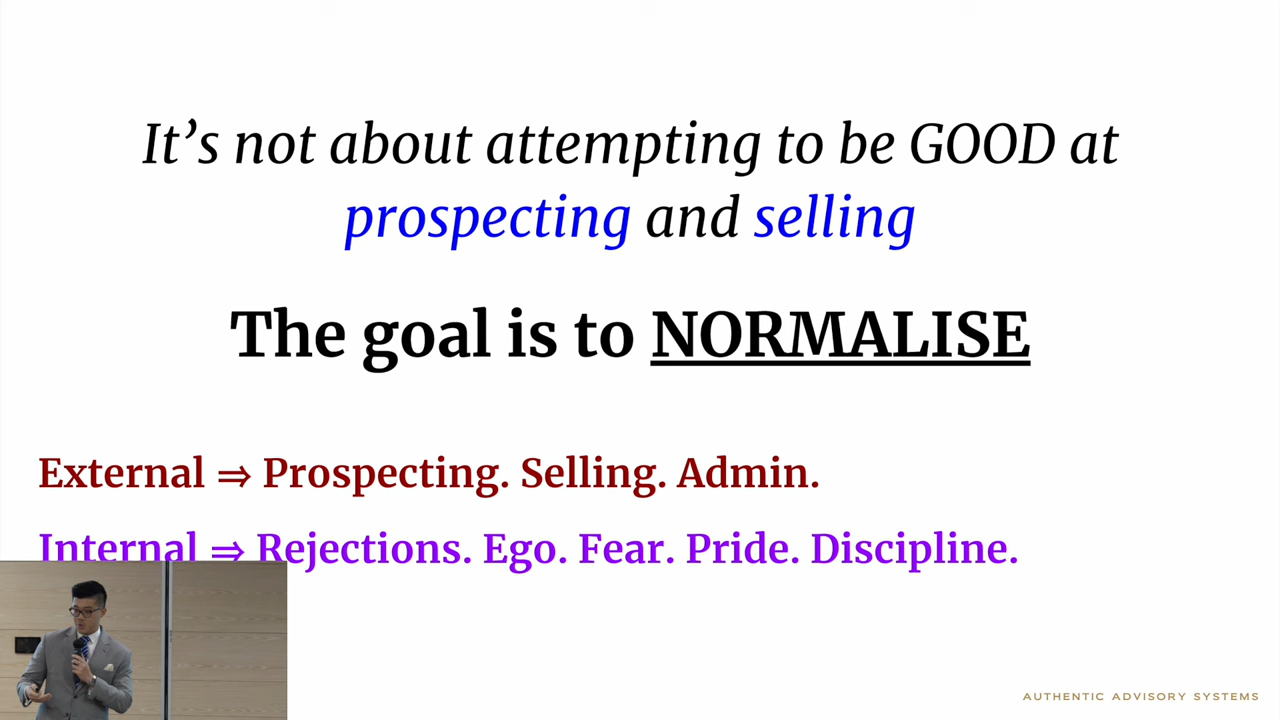 It’s not about attempting to be GOOD at
prospecting and selling
The goal is to NORMALISE
External ⇒ Prospecting. Selling. Admin.
Internal ⇒ Rejections. Ego. Fear. Pride. Discipline.
AUTHENTIC ADVISORY SYSTEMS